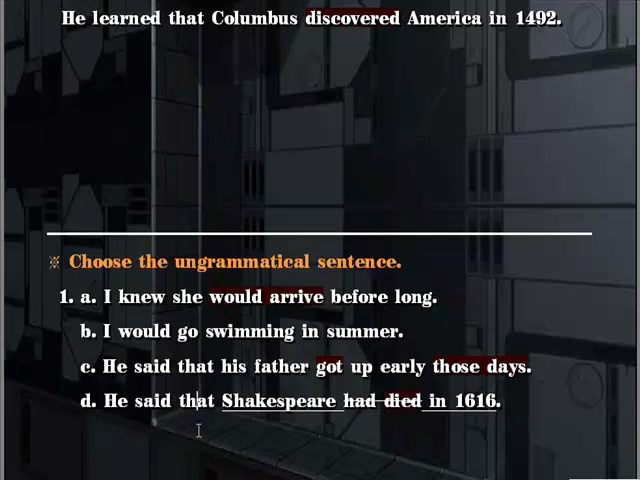 He learned that Columbus discovered America in 1492.
※ Choose the ungrammatical sentence.
1. a. I knew she would arrive before long.
b. I would go swimming in summer.
c. He said that his father got up early those days.
d. He said that Shakespeare had died in 1616.